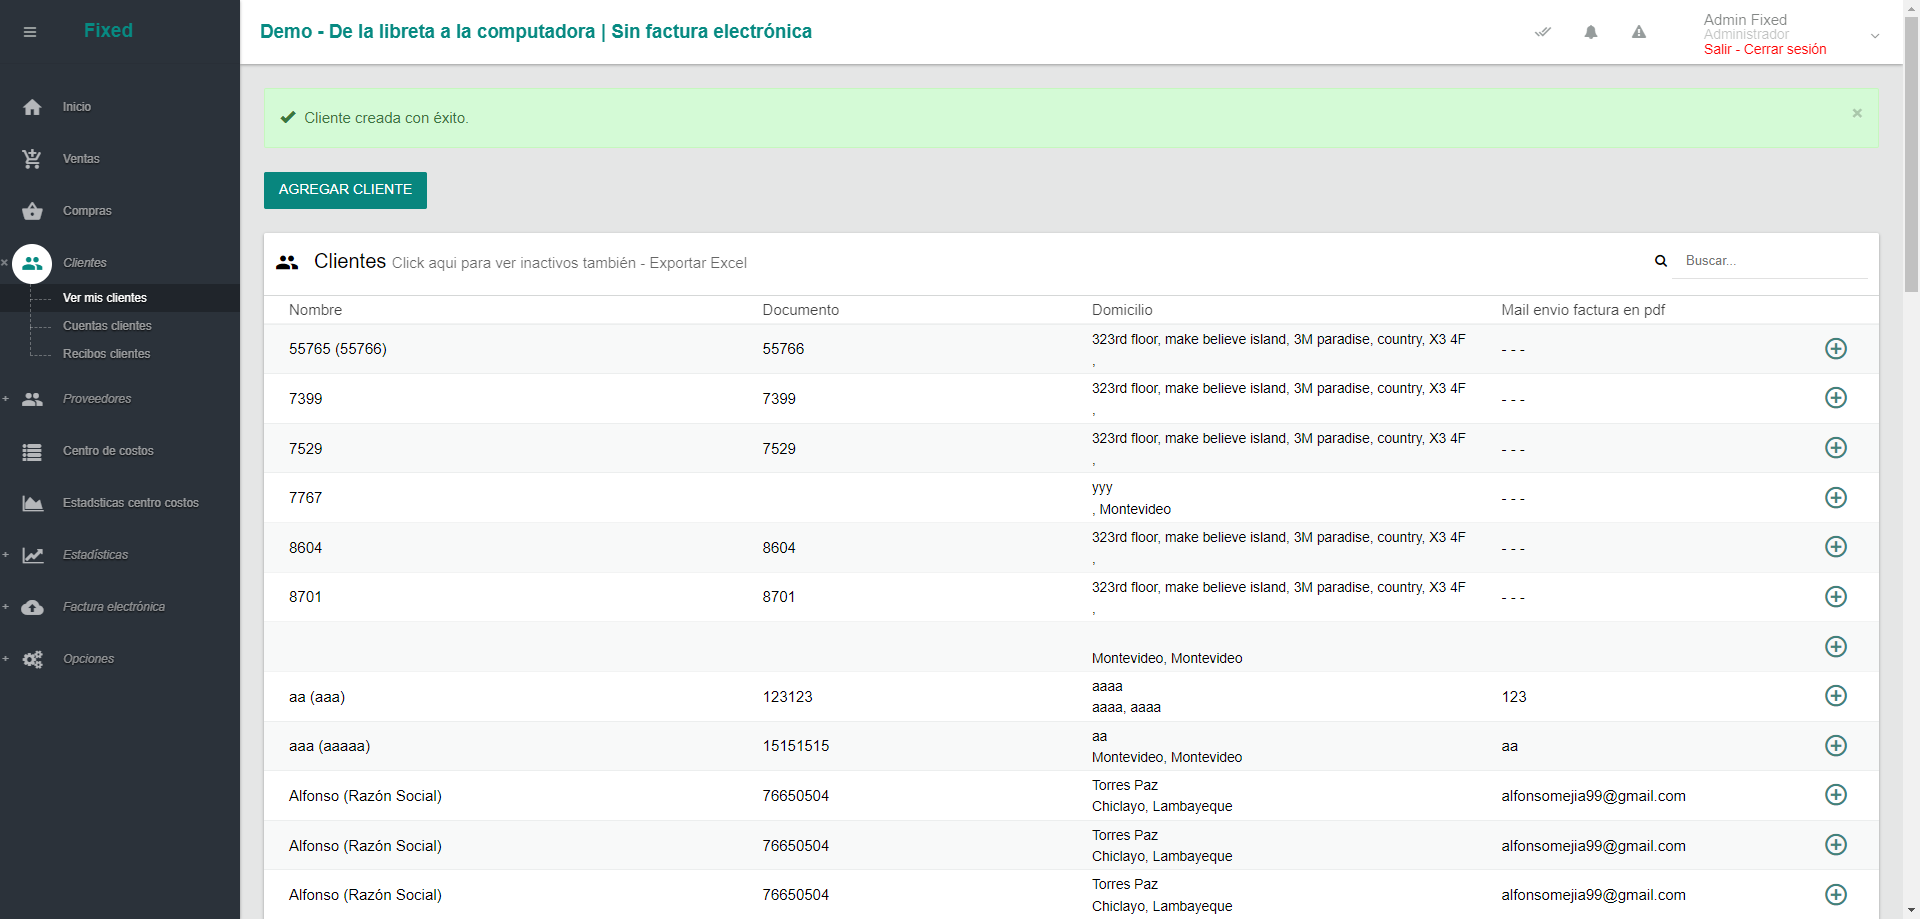 Fixed
Demo - De la libreta a la computadora | Sin factura electrónica
Admin Fixed
Administrador
Salir - Cerrar sesión
Inicio
Ventas
Compras
Clientes
Ver mis clientes
Cuentas clientes
Recibos clientes
Proveedores
Centro de costos
Estadsticas centro costos
Estadísticas
Factura electrónica
Opciones
Cliente creada con éxito.
AGREGAR CLIENTE
Clientes Click aqui para ver inactivos también - Exportar Excel
Buscar...
Nombre Documento Domicilio Mail envio factura en pdf
55765 (55766) 55766 323rd floor, make believe island, 3M paradise, country, X3 4F - - -
,
7399 7399 323rd floor, make believe island, 3M paradise, country, X3 4F - - -
,
7529 7529 323rd floor, make believe island, 3M paradise, country, X3 4F - - -
,
7767 yyy - - -
, Montevideo
8604 8604 323rd floor, make believe island, 3M paradise, country, X3 4F - - -
,
8701 8701 323rd floor, make believe island, 3M paradise, country, X3 4F - - -
,
Montevideo, Montevideo
aa (aaa) 123123 aaaa 123
aaaa, aaaa
aaa (aaaaa) 15151515 aa aa
Montevideo, Montevideo
Alfonso (Razón Social) 76650504 Torres Paz alfonsomejia99@gmail.com
Chiclayo, Lambayeque
Alfonso (Razón Social) 76650504 Torres Paz alfonsomejia99@gmail.com
Chiclayo, Lambayeque
Alfonso (Razón Social) 76650504 Torres Paz alfonsomejia99@gmail.com
Chiclayo, Lambayeque